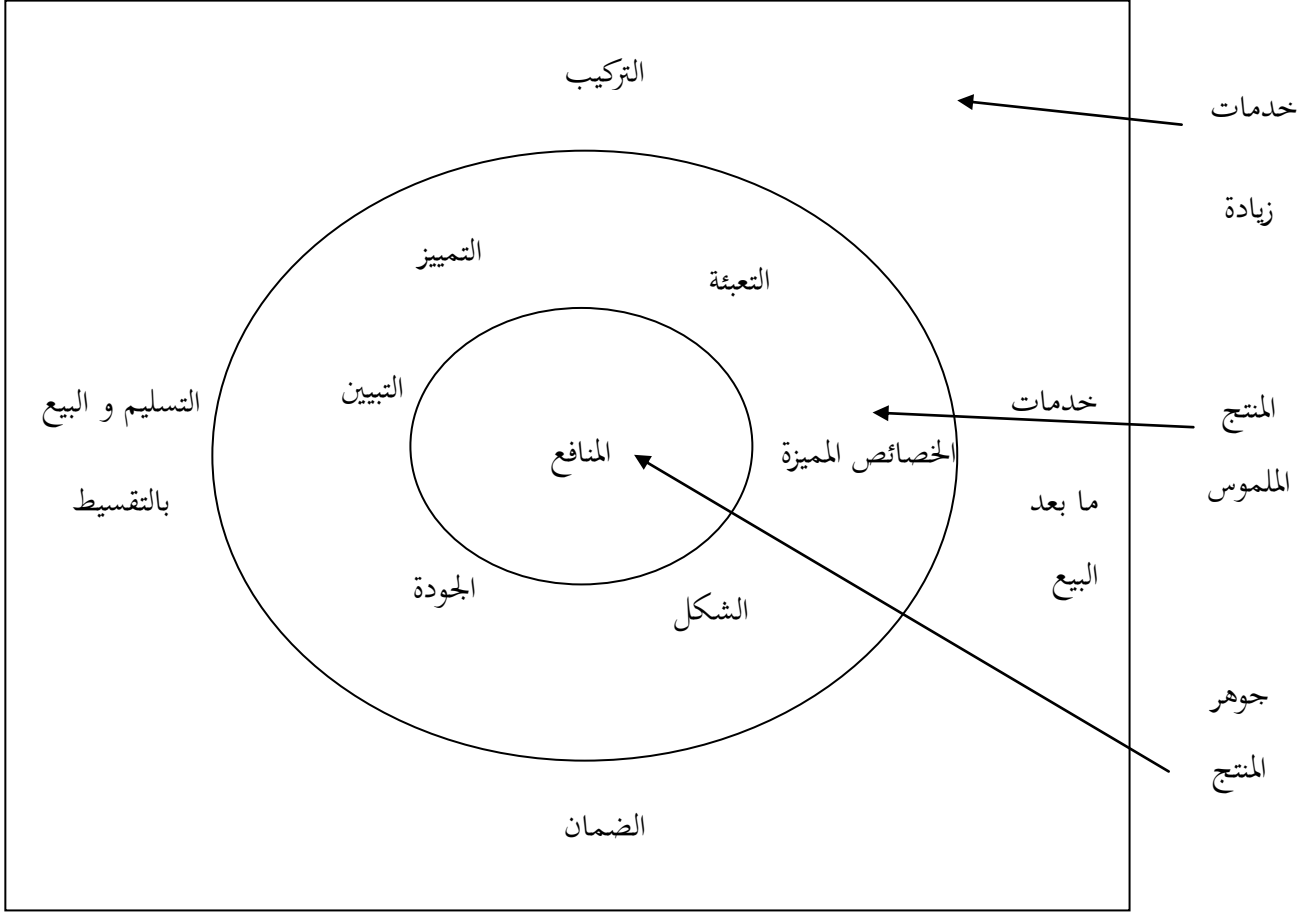 التركيب
خدمات
زيادة
التمييز
التعبئة
التبيين
المنافع
الخصائص المميزة
الجودة
الشكل
التسليم و البيع
بالتقسيط
خدمات
ما بعد
البيع
المنتج
الملموس
جوهر
المنتج
الضمان